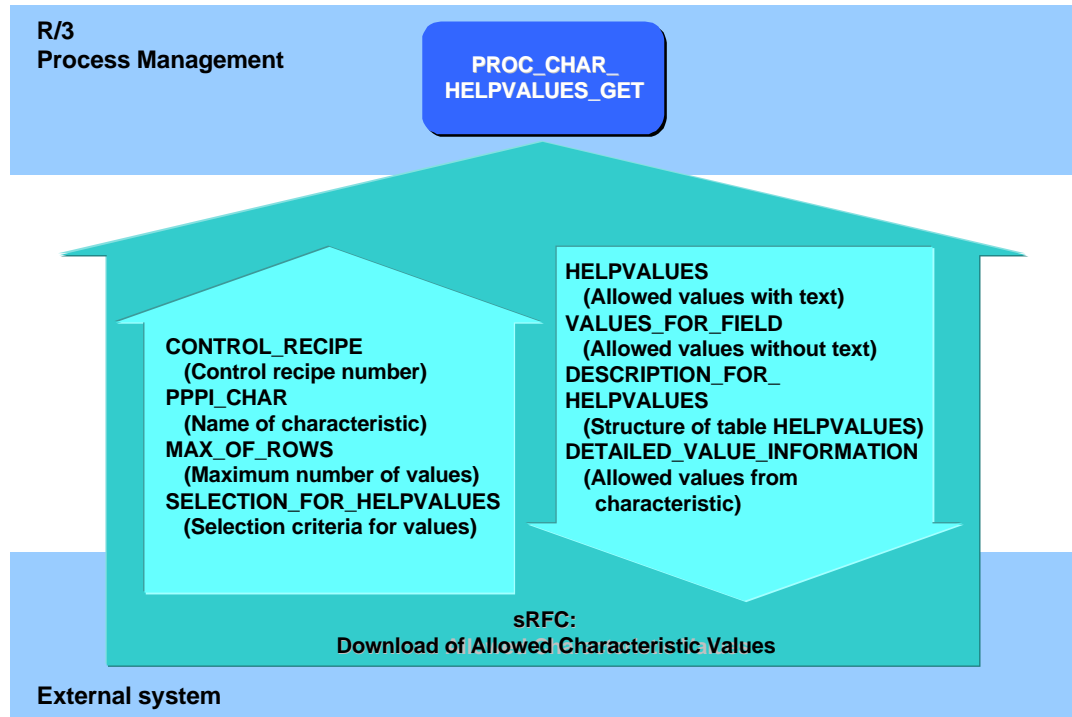 R/3
Process Management
PROC_CHAR_
HELPVALUES_GET
CONTROL_RECIPE
(Control recipe number)
PPPI_CHAR
(Name of characteristic)
MAX_OF_ROWS
(Maximum number of values)
SELECTION_FOR_HELPVALUES
(Selection criteria for values)
HELPVALUES
(Allowed values with text)
VALUES_FOR_FIELD
(Allowed values without text)
DESCRIPTION_FOR_
HELPVALUES
(Structure of table HELPVALUES)
DETAILED_VALUE_INFORMATION
(Allowed values from
characteristic)
sRFC:
Download of Allowed Characteristic Values
External system